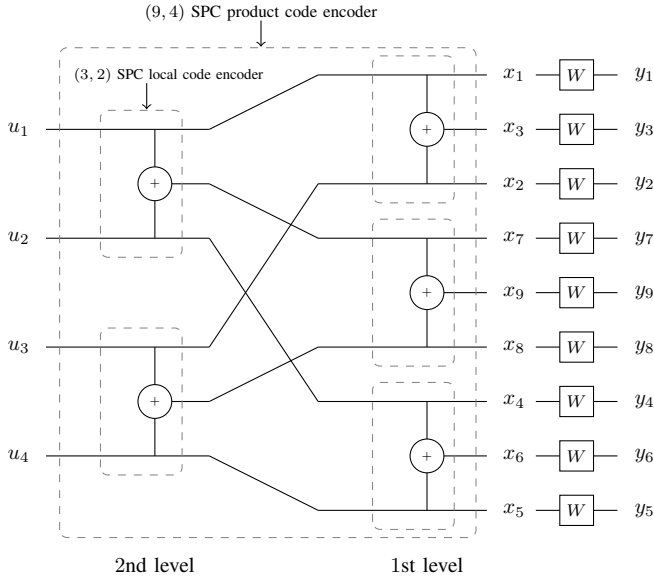 (9, 4) SPC product code encoder
(3, 2) SPC local code encoder
x₁ W y₁
u₁ + x₃ W y₃
+ x₂ W y₂
u₂ x₇ W y₇
+ x₉ W y₉
u₃ x₈ W y₈
+ x₄ W y₄
u₄ + x₆ W y₆
x₅ W y₅
2nd level 1st level